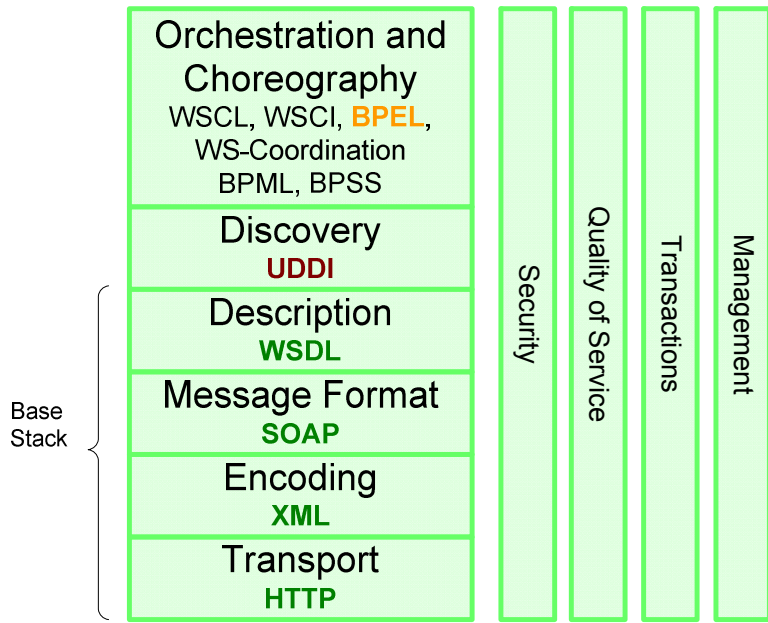 Orchestration and
Choreography
WSCL, WSCI, BPEL,
WS-Coordination
BPML, BPSS
Discovery
UDDI
Description
WSDL
Message Format
SOAP
Encoding
XML
Transport
HTTP
Base
Stack
Security
Quality of Service
Transactions
Management